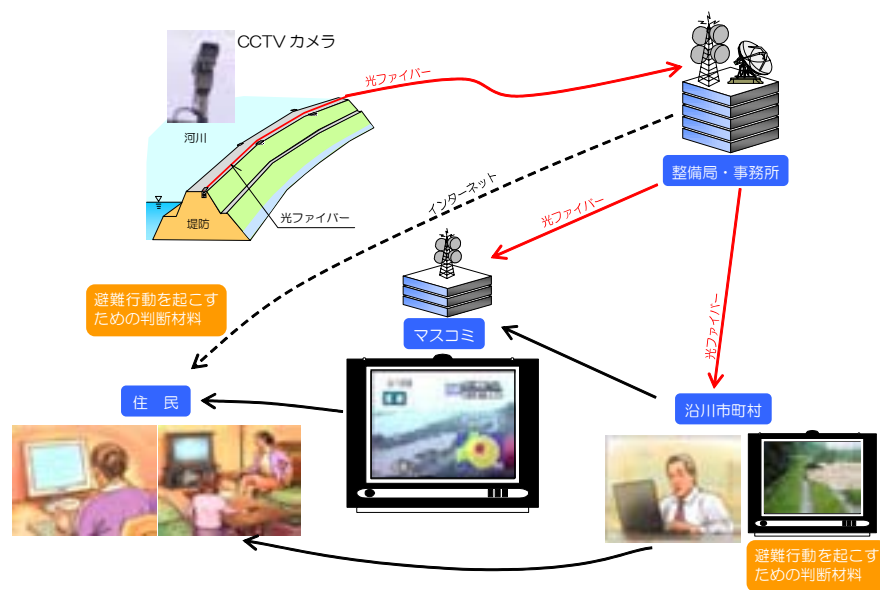 CCTV カメラ
光ファイバー
河川
整備局・事務所
インターネット
光ファイバー
堤防
光ファイバー
避難行動を起こす
ための判断材料
光ファイバー
マスコミ
住　民
沿川市町村
避難行動を起こす
ための判断材料